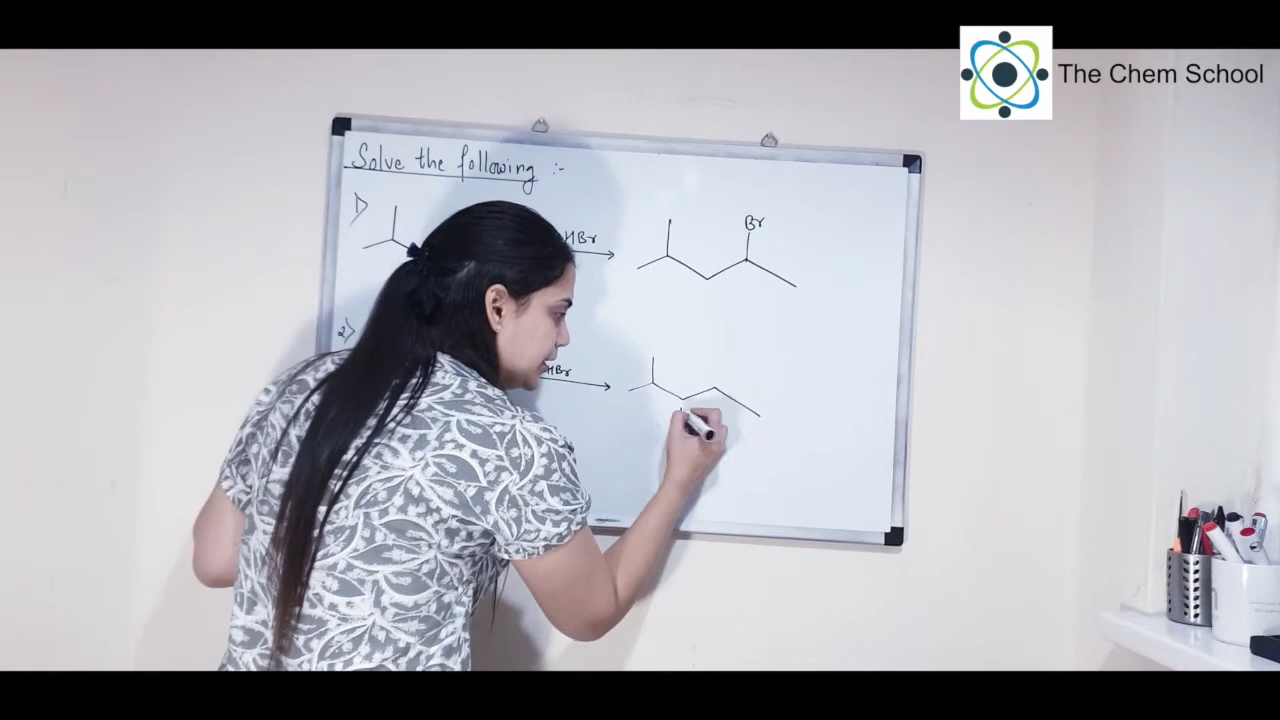 The Chem School
Solve the following :-
1)
HBr
Br
2)
HBr